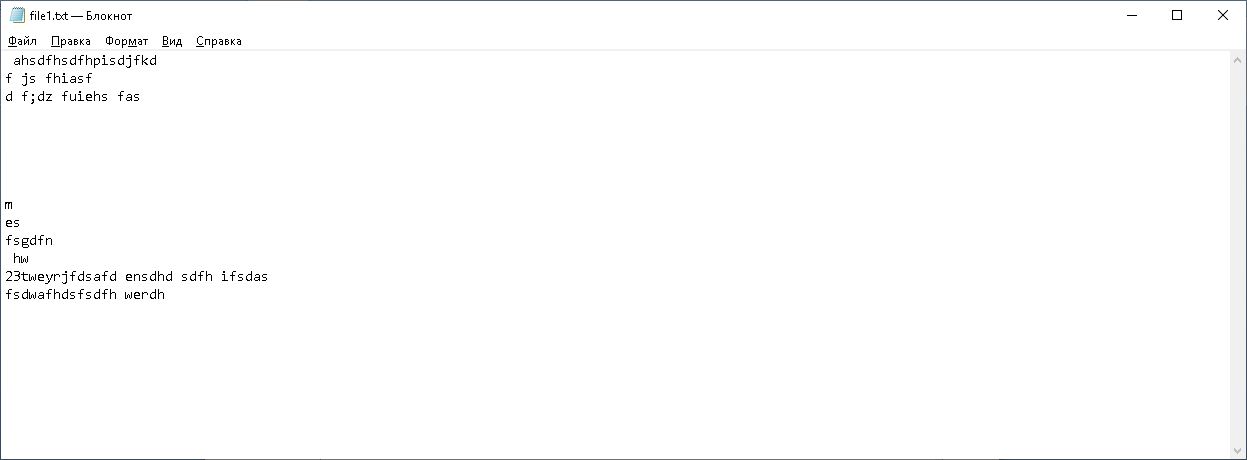 file1.txt — Блокнот
Файл Правка Формат Вид Справка
ahsdfhsdfhpisdjfkd
f js fhiasf
d f;dz fuiehs fas
m
es
fsgdfn
hw
23tweyrjfdsafd ensdhd sdfh ifsdas
fsdwafhdsfsdfh werdh